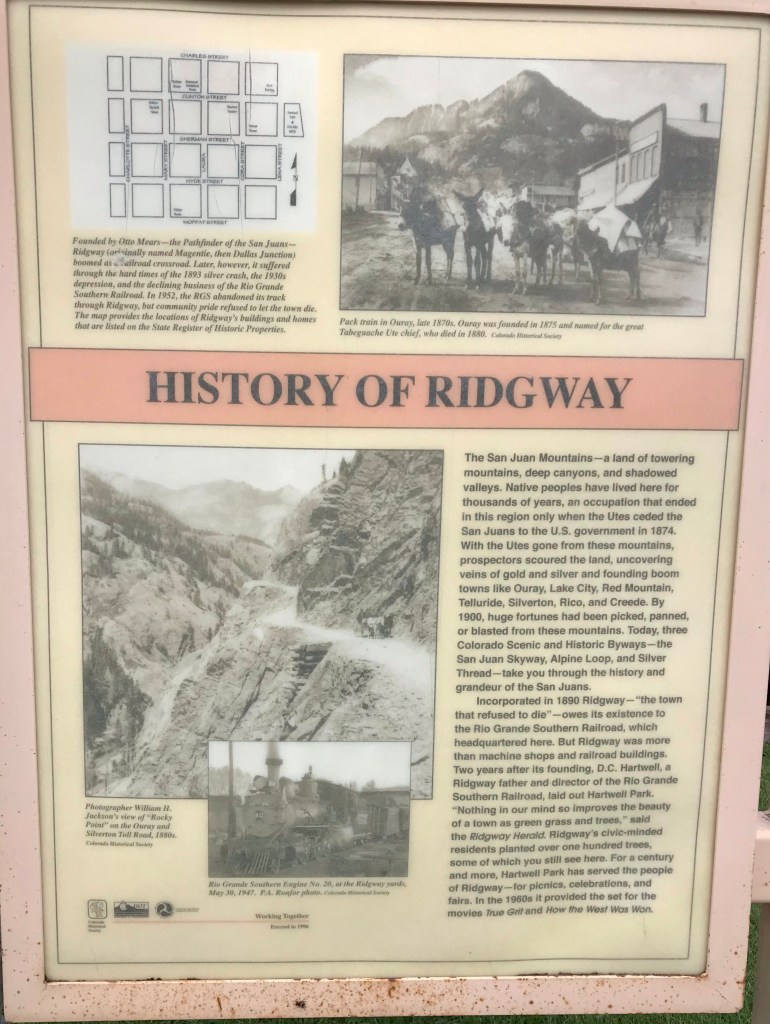 CHARLES STREET
CLINTON STREET
SHERMAN STREET
HYDE STREET
MOFFAT STREET
CHARLOTTE STREET
N
Founded by Otto Mears—the Pathfinder of the San Juans—
Ridgway (originally named Magentie, then Dallas Junction)
boomed as railroad crossroad. Later, however, it suffered
through the hard times of the 1893 silver crash, the 1930s
depression, and the declining business of the Rio Grande
Southern Railroad. In 1952, the RGS abandoned its track
through Ridgway, but community pride refused to let the town die.
The map provides the locations of Ridgway's buildings and homes
that are listed on the State Register of Historic Properties.
Pack train in Ouray, late 1870s. Ouray was founded in 1875 and named for the great
Tabeguache Ute chief, who died in 1880. Colorado Historical Society
HISTORY OF RIDGWAY
The San Juan Mountains—a land of towering
mountains, deep canyons, and shadowed
valleys. Native peoples have lived here for
thousands of years, an occupation that ended
in this region only when the Utes ceded the
San Juans to the U.S. government in 1874.
With the Utes gone from these mountains,
prospectors scoured the land, uncovering
veins of gold and silver and founding boom
towns like Ouray, Lake City, Red Mountain,
Telluride, Silverton, Rico, and Creede. By
1900, huge fortunes had been picked, panned,
or blasted from these mountains. Today, three
Colorado Scenic and Historic Byways—the
San Juan Skyway, Alpine Loop, and Silver
Thread—take you through the history and
grandeur of the San Juans.
Incorporated in 1890 Ridgway—"the town
that refused to die"—owes its existence to
the Rio Grande Southern Railroad, which
headquartered here. But Ridgway was more
than machine shops and railroad buildings.
Two years after its founding, D.C. Hartwell, a
Ridgway father and director of the Rio Grande
Southern Railroad, laid out Hartwell Park.
"Nothing in our mind so improves the beauty
of a town as green grass and trees," said
the Ridgway Herald. Ridgway's civic-minded
residents planted over one hundred trees,
some of which you still see here. For a century
and more, Hartwell Park has served the people
of Ridgway—for picnics, celebrations, and
fairs. In the 1960s it provided the set for the
movies True Grit and How the West Was Won.
Photographer William H.
Jackson's view of "Rocky
Point" on the Ouray and
Silverton Toll Road, 1880s.
Colorado Historical Society
Rio Grande Southern Engine No. 20, at the Ridgway yards,
May 30, 1947. P.A. Ronfor photo. Colorado Historical Society
Colorado
Historical
Society
Working Together
Erected in 1996